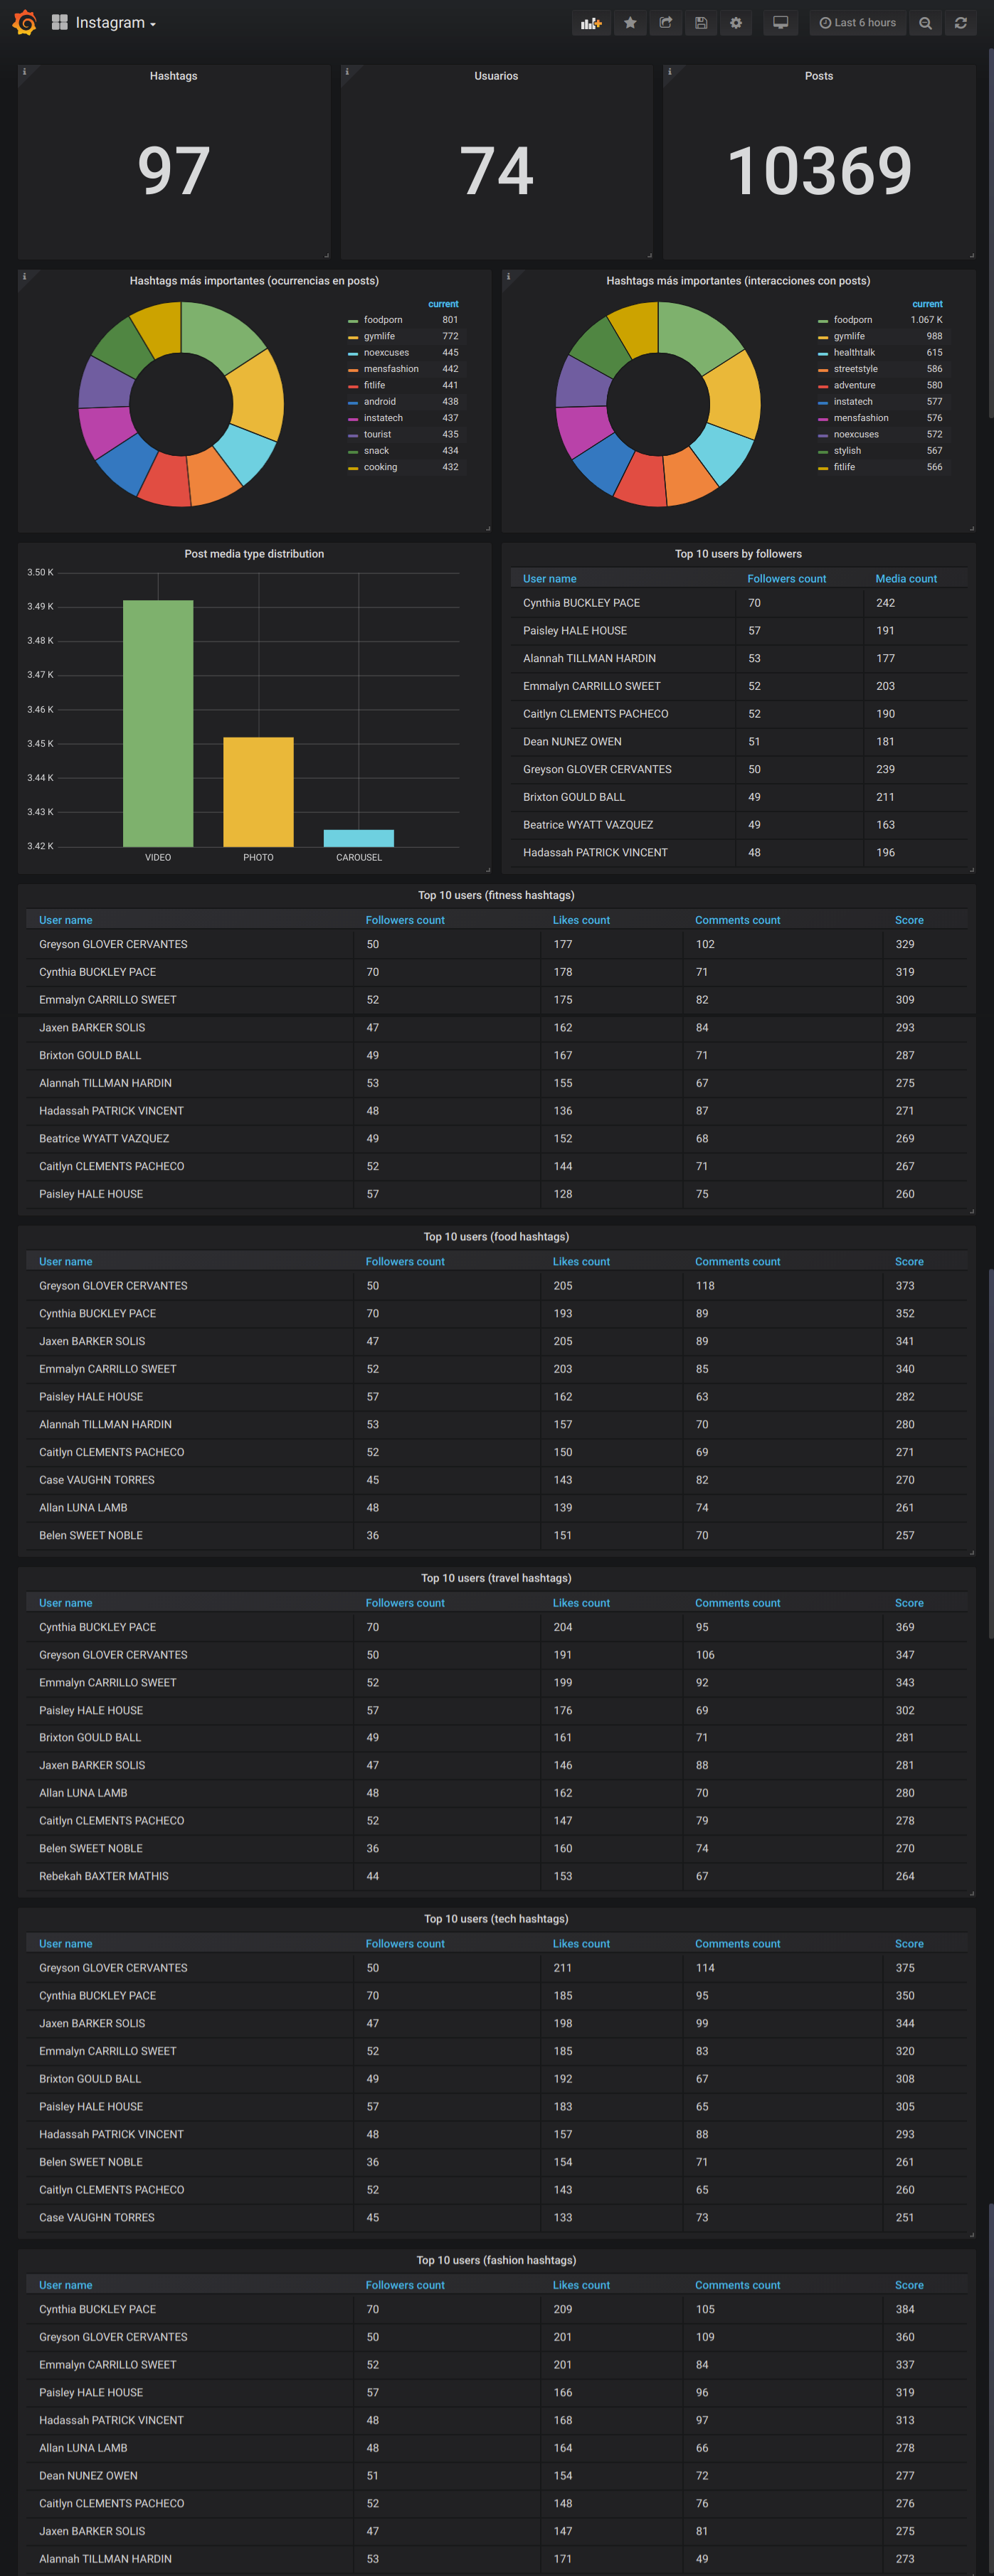 Instagram
Last 6 hours
Hashtags
97
Usuarios
74
Posts
10369
Hashtags más importantes (ocurrencias en posts)
current
foodporn 801
gymlife 772
noexcuses 445
mensfashion 442
fitlife 441
android 438
instatech 437
tourist 435
snack 434
cooking 432
Hashtags más importantes (interacciones con posts)
current
foodporn 1.067 K
gymlife 988
healthtalk 615
streetstyle 586
adventure 580
instatech 577
mensfashion 576
noexcuses 572
stylish 567
fitlife 566
Post media type distribution
3.50 K
3.49 K
3.48 K
3.47 K
3.46 K
3.45 K
3.44 K
3.43 K
3.42 K
VIDEO PHOTO CAROUSEL
Top 10 users by followers
User name Followers count Media count
Cynthia BUCKLEY PACE 70 242
Paisley HALE HOUSE 57 191
Alannah TILLMAN HARDIN 53 177
Emmalyn CARRILLO SWEET 52 203
Caitlyn CLEMENTS PACHECO 52 190
Dean NUNEZ OWEN 51 181
Greyson GLOVER CERVANTES 50 239
Brixton GOULD BALL 49 211
Beatrice WYATT VAZQUEZ 49 163
Hadassah PATRICK VINCENT 48 196
Top 10 users (fitness hashtags)
User name Followers count Likes count Comments count Score
Greyson GLOVER CERVANTES 50 177 102 329
Cynthia BUCKLEY PACE 70 178 71 319
Emmalyn CARRILLO SWEET 52 175 82 309
Jaxen BARKER SOLIS 47 162 84 293
Brixton GOULD BALL 49 167 71 287
Alannah TILLMAN HARDIN 53 155 67 275
Hadassah PATRICK VINCENT 48 136 87 271
Beatrice WYATT VAZQUEZ 49 152 68 269
Caitlyn CLEMENTS PACHECO 52 144 71 267
Paisley HALE HOUSE 57 128 75 260
Top 10 users (food hashtags)
User name Followers count Likes count Comments count Score
Greyson GLOVER CERVANTES 50 205 118 373
Cynthia BUCKLEY PACE 70 193 89 352
Jaxen BARKER SOLIS 47 205 89 341
Emmalyn CARRILLO SWEET 52 203 85 340
Paisley HALE HOUSE 57 162 63 282
Alannah TILLMAN HARDIN 53 157 70 280
Caitlyn CLEMENTS PACHECO 52 150 69 271
Case VAUGHN TORRES 45 143 82 270
Allan LUNA LAMB 48 139 74 261
Belen SWEET NOBLE 36 151 70 257
Top 10 users (travel hashtags)
User name Followers count Likes count Comments count Score
Cynthia BUCKLEY PACE 70 204 95 369
Greyson GLOVER CERVANTES 50 191 106 347
Emmalyn CARRILLO SWEET 52 199 92 343
Paisley HALE HOUSE 57 176 69 302
Brixton GOULD BALL 49 161 71 281
Jaxen BARKER SOLIS 47 146 88 281
Allan LUNA LAMB 48 162 70 280
Caitlyn CLEMENTS PACHECO 52 147 79 278
Belen SWEET NOBLE 36 160 74 270
Rebekah BAXTER MATHIS 44 153 67 264
Top 10 users (tech hashtags)
User name Followers count Likes count Comments count Score
Greyson GLOVER CERVANTES 50 211 114 375
Cynthia BUCKLEY PACE 70 185 95 350
Jaxen BARKER SOLIS 47 198 99 344
Emmalyn CARRILLO SWEET 52 185 83 320
Brixton GOULD BALL 49 192 67 308
Paisley HALE HOUSE 57 183 65 305
Hadassah PATRICK VINCENT 48 157 88 293
Belen SWEET NOBLE 36 154 71 261
Caitlyn CLEMENTS PACHECO 52 143 65 260
Case VAUGHN TORRES 45 133 73 251
Top 10 users (fashion hashtags)
User name Followers count Likes count Comments count Score
Cynthia BUCKLEY PACE 70 209 105 384
Greyson GLOVER CERVANTES 50 201 109 360
Emmalyn CARRILLO SWEET 52 201 84 337
Paisley HALE HOUSE 57 166 96 319
Hadassah PATRICK VINCENT 48 168 97 313
Allan LUNA LAMB 48 164 66 278
Dean NUNEZ OWEN 51 154 72 277
Caitlyn CLEMENTS PACHECO 52 148 76 276
Jaxen BARKER SOLIS 47 147 81 275
Alannah TILLMAN HARDIN 53 171 49 273